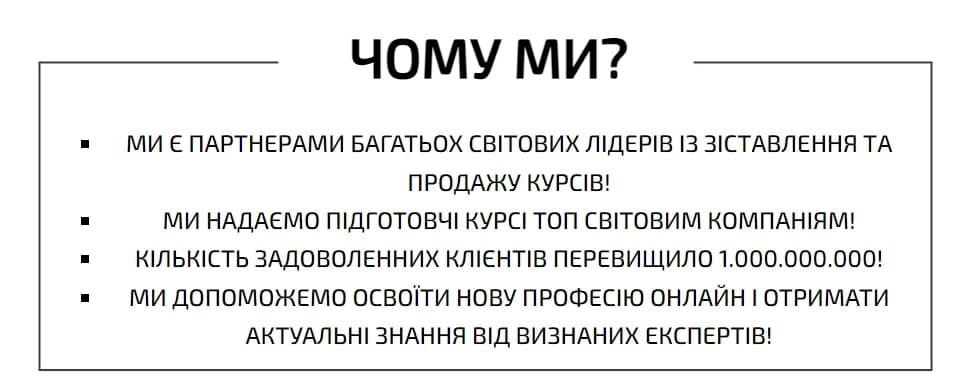 ЧОМУ МИ?
▪ МИ Є ПАРТНЕРАМИ БАГАТЬОХ СВІТОВИХ ЛІДЕРІВ ІЗ ЗІСТАВЛЕННЯ ТА
ПРОДАЖУ КУРСІВ!
▪ МИ НАДАЄМО ПІДГОТОВЧІ КУРСІ ТОП СВІТОВИМ КОМПАНІЯМ!
▪ КІЛЬКІСТЬ ЗАДОВОЛЕННИХ КЛІЄНТІВ ПЕРЕВИЩИЛО 1.000.000.000!
▪ МИ ДОПОМОЖЕМО ОСВОЇТИ НОВУ ПРОФЕСІЮ ОНЛАЙН І ОТРИМАТИ
АКТУАЛЬНІ ЗНАННЯ ВІД ВИЗНАНИХ ЕКСПЕРТІВ!